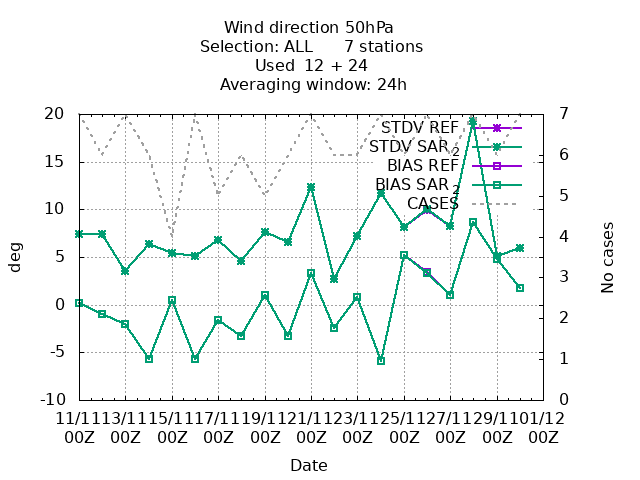 Wind direction 50hPa
Selection: ALL      7 stations
Used  12 + 24
Averaging window: 24h
20
15
10
5
0
-5
-10
deg
7
6
5
4
3
2
1
0
No cases
STDV REF
STDV SAR2
BIAS REF
BIAS SAR2
CASES
11/11 13/11 15/11 17/11 19/11 21/11 23/11 25/11 27/11 29/11 01/12
00Z 00Z 00Z 00Z 00Z 00Z 00Z 00Z 00Z 00Z 00Z
Date